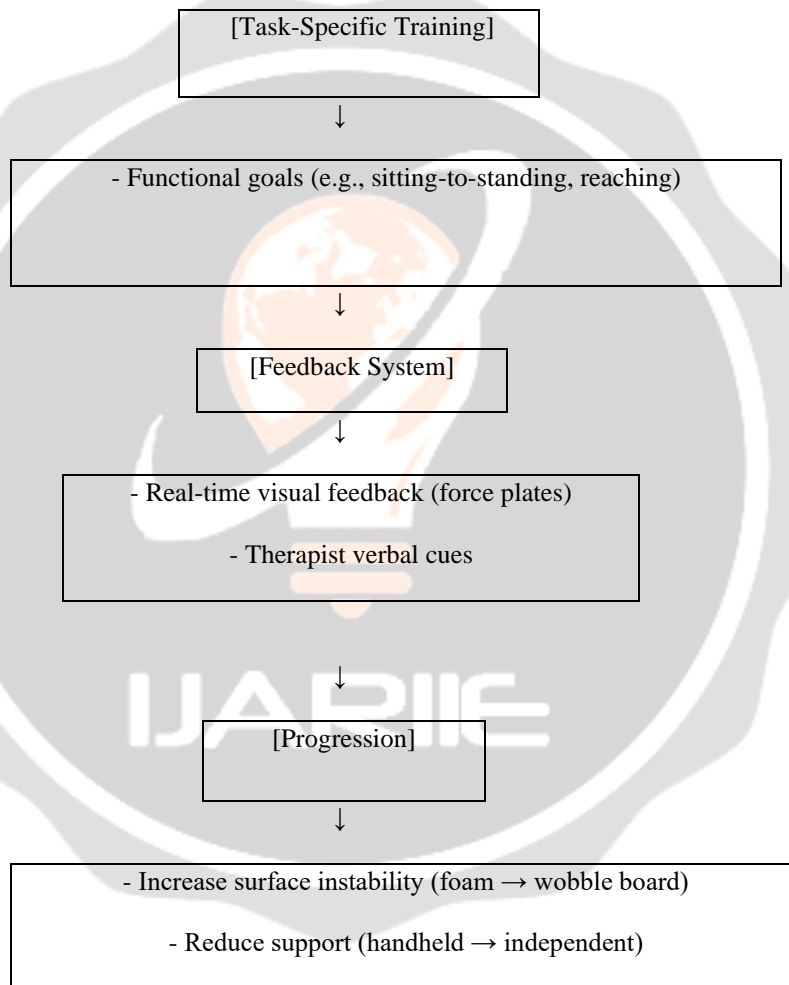 [Task-Specific Training]
↓
- Functional goals (e.g., sitting-to-standing, reaching)
↓
[Feedback System]
↓
- Real-time visual feedback (force plates)
- Therapist verbal cues
↓
IJARIIE
[Progression]
↓
- Increase surface instability (foam → wobble board)
- Reduce support (handheld → independent)